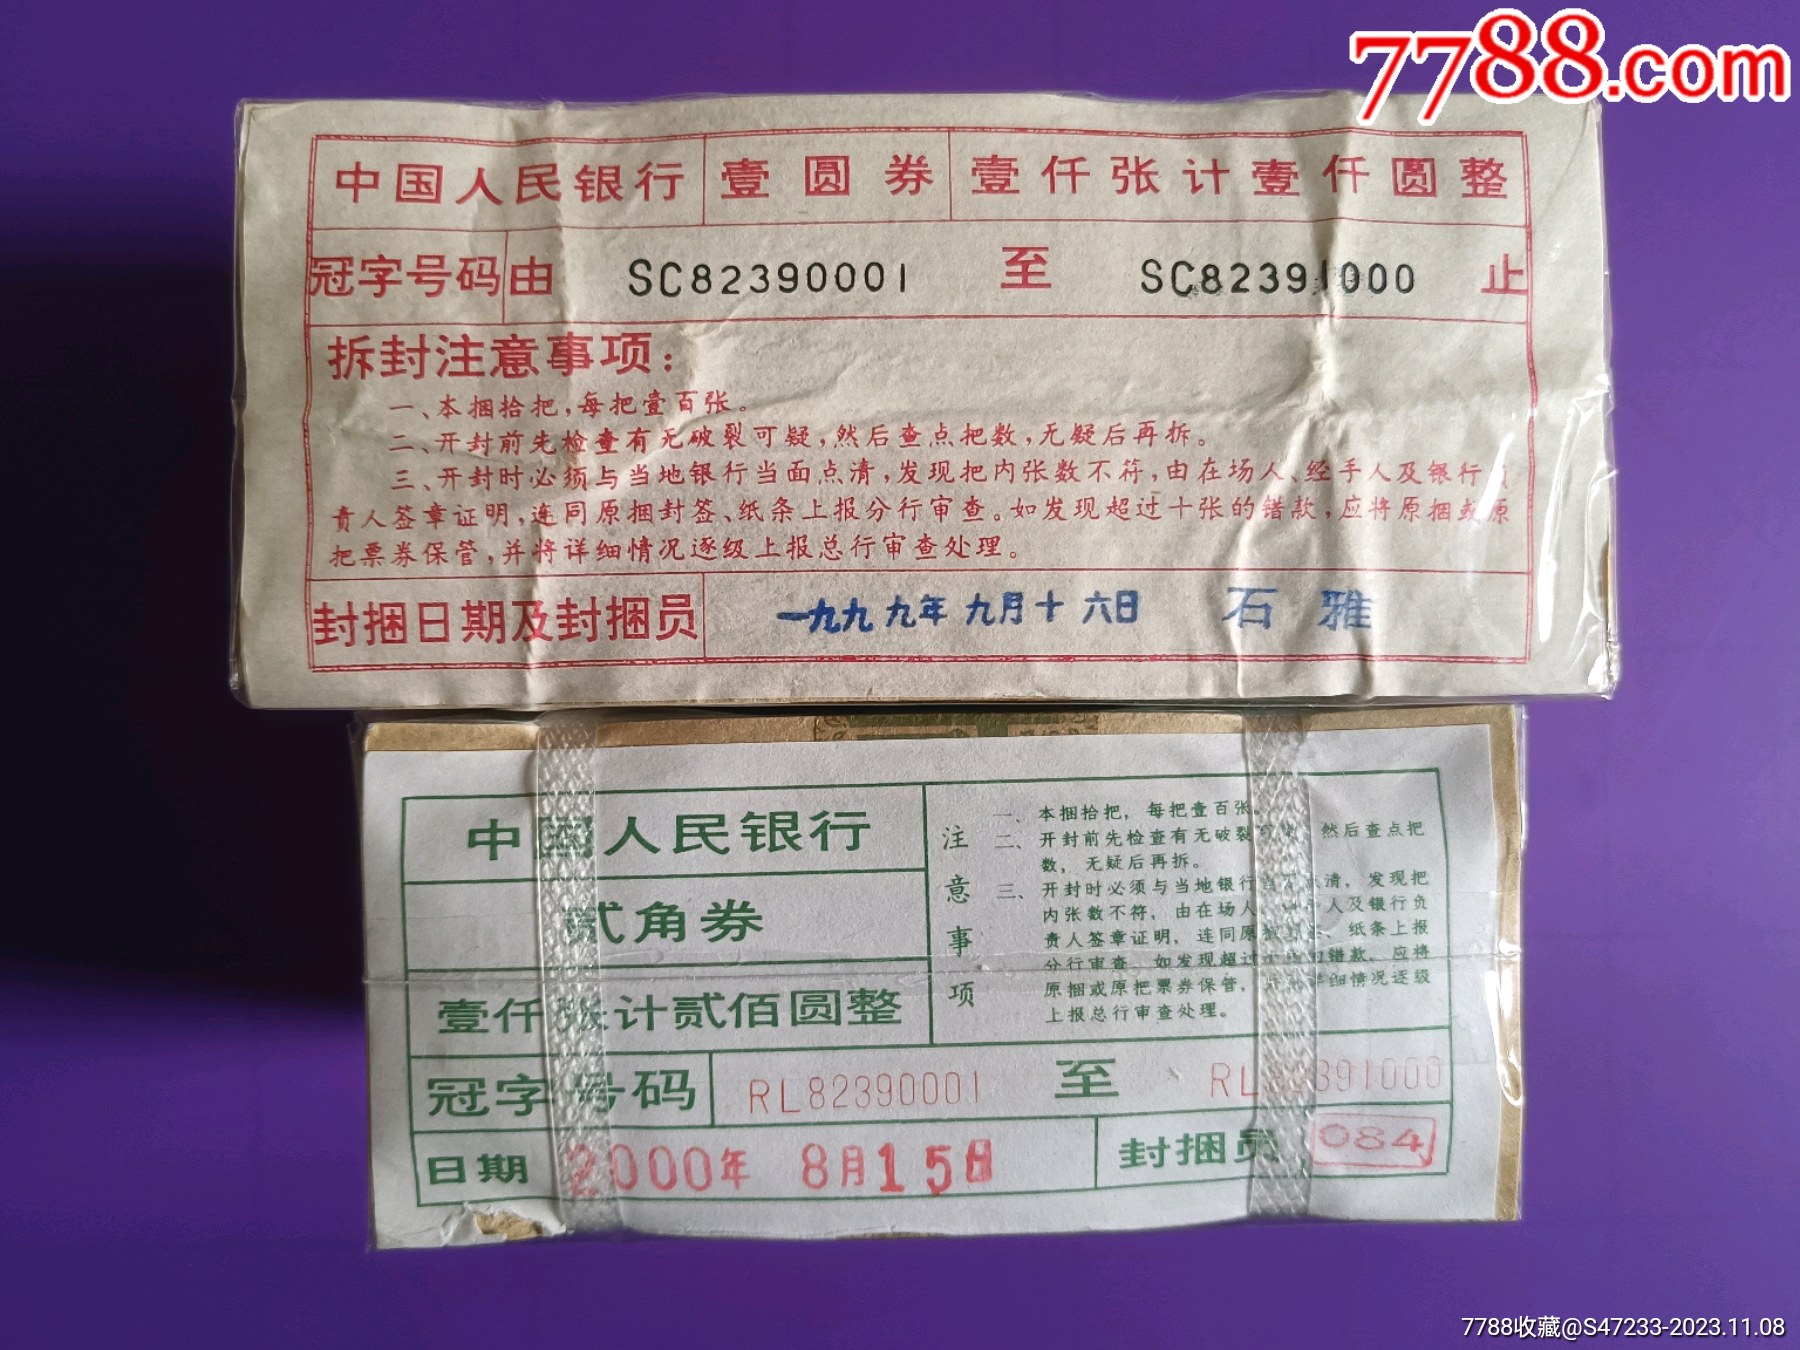 7788.com
中国人民银行 壹圆券 壹仟张计壹仟圆整
冠字号码 由 SC82390001 至 SC82391000 止
拆封注意事项：
一、本捆拾把，每把壹百张。
二、开封前先检查有无破裂可疑，然后查点把数，无疑后再拆。
三、开封时必须与当地银行当面点清，发现把内张数不符，由在场人、经手人及银行
责人签章证明，连同原捆封签、纸条上报分行审查。如发现超过十张的错款，应将原捆或原
把票券保管，并将详细情况逐级上报总行审查处理。
封捆日期及封捆员 一九九九年九月十六日 石雅
中国人民银行
贰角券
壹仟张计贰佰圆整
注意事项
一、本捆拾把，每把壹百张。
二、开封前先检查有无破裂 然后查点把
数，无疑后再拆。
三、开封时必须与当地银行 清，发现把
内张数不符，由在场人 人及银行负
责人签章证明，连同原 纸条上报
分行审查 如发现超过 错款，应将
原捆或原把票券保管， 细情况逐级
上报总行审查处理。
冠字号码 RL82390001 至 RL82391000
日期 2000年 8月15日 封捆员 084
7788收藏@S47233-2023.11.08